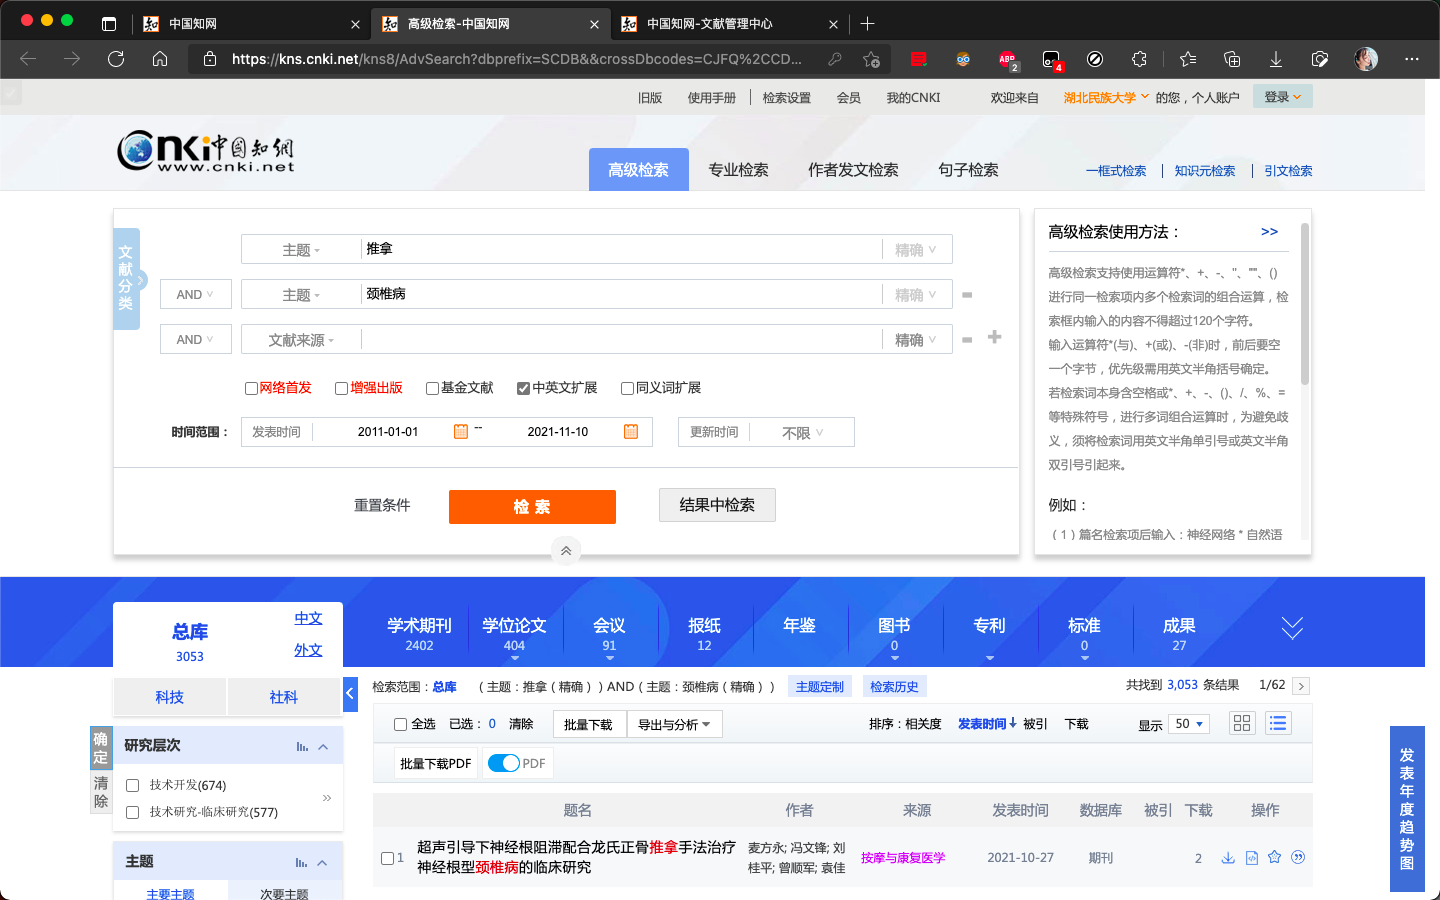 中国知网
高级检索-中国知网
中国知网-文献管理中心
https://kns.cnki.net/kns8/AdvSearch?dbprefix=SCDB&&crossDbcodes=CJFQ%2CCD...
ABP
2
4
旧版 使用手册 检索设置 会员 我的CNKI 欢迎来自 湖北民族大学 的您，个人账户 登录
Cnki中国知网
www.cnki.net
高级检索 专业检索 作者发文检索 句子检索
一框式检索 知识元检索 引文检索
文献分类
主题 推拿 精确
AND 主题 颈椎病 精确
AND 文献来源 精确
网络首发 增强出版 基金文献 中英文扩展 同义词扩展
时间范围： 发表时间 2011-01-01 -- 2021-11-10 更新时间 不限
重置条件 检索 结果中检索
高级检索使用方法： >>
高级检索支持使用运算符*、+、-、''、""、()
进行同一检索项内多个检索词的组合运算，检
索框内输入的内容不得超过120个字符。
输入运算符*(与)、+(或)、-(非)时，前后要空
一个字节，优先级需用英文半角括号确定。
若检索词本身含空格或*、+、-、()、/、%、=
等特殊符号，进行多词组合运算时，为避免歧
义，须将检索词用英文半角单引号或英文半角
双引号引起来。
例如：
（1）篇名检索项后输入：神经网络 * 自然语
总库
3053
中文
外文
学术期刊 学位论文 会议 报纸 年鉴 图书 专利 标准 成果
2402 404 91 12 0 0 27
科技 社科
检索范围：总库 （主题：推拿（精确））AND（主题：颈椎病（精确）） 主题定制 检索历史
共找到 3,053 条结果 1/62
全选 已选：0 清除 批量下载 导出与分析 排序：相关度 发表时间 被引 下载 显示 50
批量下载PDF PDF
确定
清除
研究层次
技术开发(674)
技术研究-临床研究(577)
主题
主要主题 次要主题
题名 作者 来源 发表时间 数据库 被引 下载 操作
1 超声引导下神经根阻滞配合龙氏正骨推拿手法治疗
神经根型颈椎病的临床研究
麦方永; 冯文锋; 刘
桂平; 曾顺军; 袁佳
按摩与康复医学 2021-10-27 期刊 2
发表年度趋势图